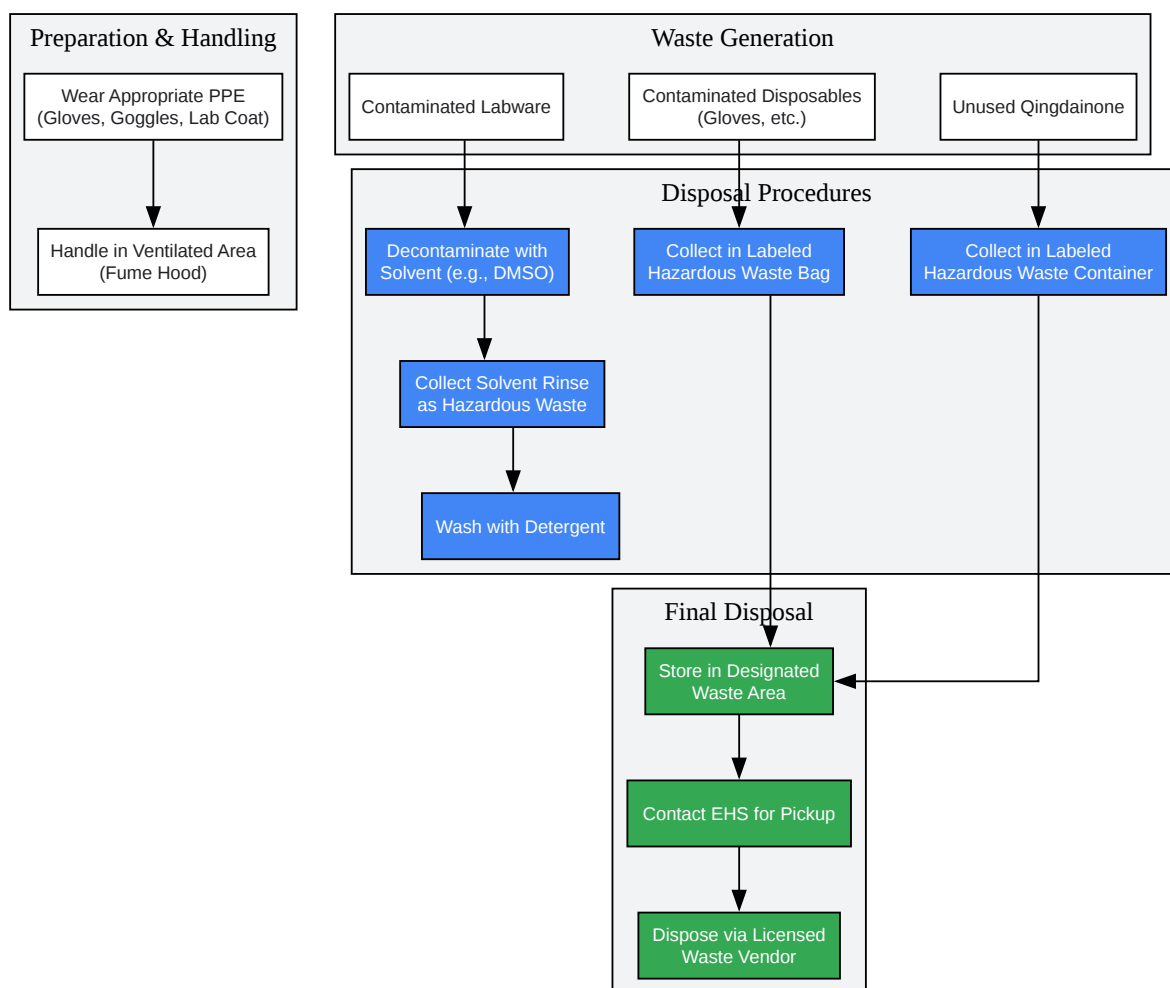 Preparation & Handling
Wear Appropriate PPE
(Gloves, Goggles, Lab Coat)
Handle in Ventilated Area
(Fume Hood)
Waste Generation
Contaminated Labware
Contaminated Disposables
(Gloves, etc.)
Unused Qingdainone
Disposal Procedures
Decontaminate with
Solvent (e.g., DMSO)
Collect in Labeled
Hazardous Waste Bag
Collect in Labeled
Hazardous Waste Container
Collect Solvent Rinse
as Hazardous Waste
Wash with Detergent
Final Disposal
Store in Designated
Waste Area
Contact EHS for Pickup
Dispose via Licensed
Waste Vendor